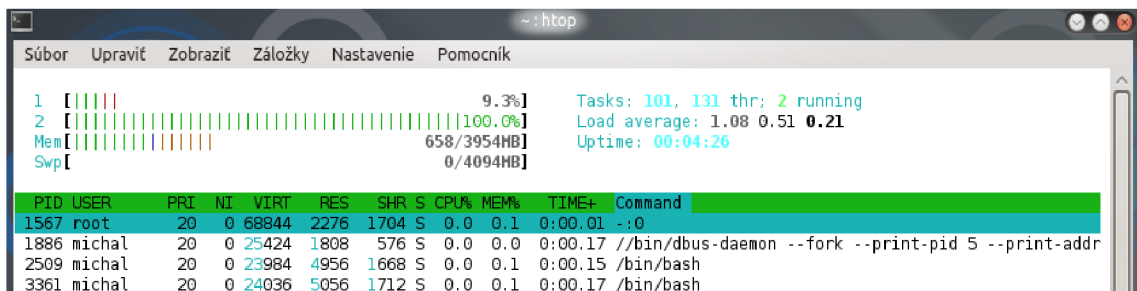 ~ : htop
Súbor Upraviť Zobraziť Záložky Nastavenie Pomocník
1 [||||| 9.3%] Tasks: 101, 131 thr; 2 running
2 [|||||||||||||||||||||||||||||||||100.0%] Load average: 1.08 0.51 0.21
Mem[||||||||||||||| 658/3954MB] Uptime: 00:04:26
Swp[ 0/4094MB]
PID USER PRI NI VIRT RES SHR S CPU% MEM% TIME+ Command
1567 root 20 0 68844 2276 1704 S 0.0 0.1 0:00.01 -:0
1886 michal 20 0 25424 1808 576 S 0.0 0.0 0:00.17 //bin/dbus-daemon --fork --print-pid 5 --print-addr
2509 michal 20 0 23984 4956 1668 S 0.0 0.1 0:00.15 /bin/bash
3361 michal 20 0 24036 5056 1712 S 0.0 0.1 0:00.17 /bin/bash